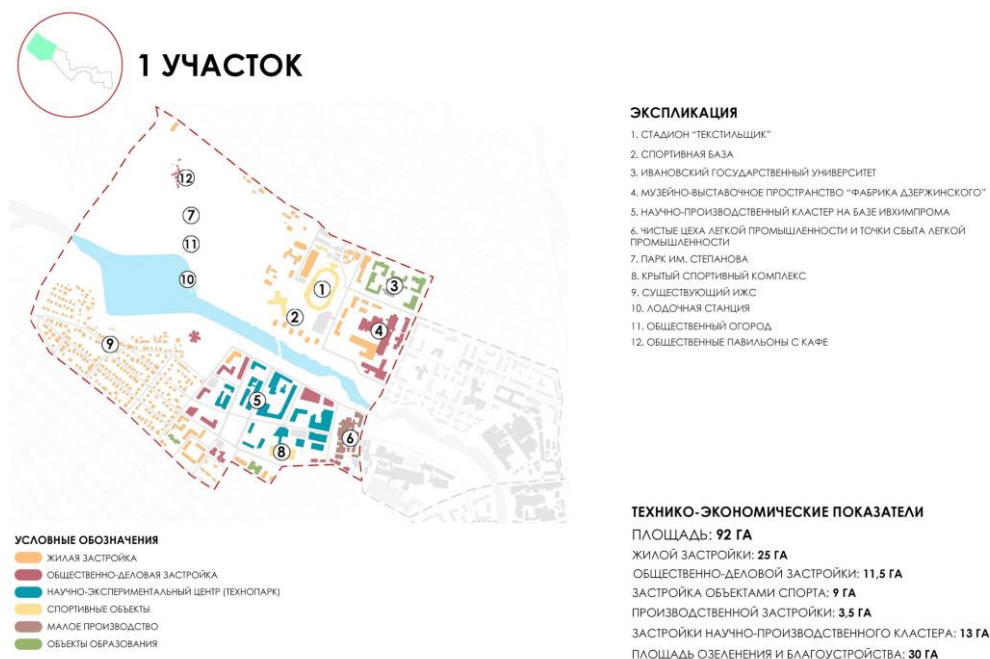 1 УЧАСТОК
ЭКСПЛИКАЦИЯ
1. СТАДИОН "ТЕКСТИЛЬЩИК"
2. СПОРТИВНАЯ БАЗА
3. ИВАНОВСКИЙ ГОСУДАРСТВЕННЫЙ УНИВЕРСИТЕТ
4. МУЗЕЙНО-ВЫСТАВОЧНОЕ ПРОСТРАНСТВО "ФАБРИКА ДЗЕРЖИНСКОГО"
5. НАУЧНО-ПРОИЗВОДСТВЕННЫЙ КЛАСТЕР НА БАЗЕ ИВХИМПРОМА
6. ЧИСТЫЕ ЦЕХА ЛЕГКОЙ ПРОМЫШЛЕННОСТИ И ТОЧКИ СБЫТА ЛЕГКОЙ
ПРОМЫШЛЕННОСТИ
7. ПАРК ИМ. СТЕПАНОВА
8. КРЫТЫЙ СПОРТИВНЫЙ КОМПЛЕКС
9. СУЩЕСТВУЮЩИЙ ИЖС
10. ЛОДОЧНАЯ СТАНЦИЯ
11. ОБЩЕСТВЕННЫЙ ОГОРОД
12. ОБЩЕСТВЕННЫЕ ПАВИЛЬОНЫ С КАФЕ
12
7
11
10
1
3
2
4
9
5
6
8
УСЛОВНЫЕ ОБОЗНАЧЕНИЯ
ЖИЛАЯ ЗАСТРОЙКА
ОБЩЕСТВЕННО-ДЕЛОВАЯ ЗАСТРОЙКА
НАУЧНО-ЭКСПЕРИМЕНТАЛЬНЫЙ ЦЕНТР (ТЕХНОПАРК)
СПОРТИВНЫЕ ОБЪЕКТЫ
МАЛОЕ ПРОИЗВОДСТВО
ОБЪЕКТЫ ОБРАЗОВАНИЯ
ТЕХНИКО-ЭКОНОМИЧЕСКИЕ ПОКАЗАТЕЛИ
ПЛОЩАДЬ: 92 ГА
ЖИЛОЙ ЗАСТРОЙКИ: 25 ГА
ОБЩЕСТВЕННО-ДЕЛОВОЙ ЗАСТРОЙКИ: 11,5 ГА
ЗАСТРОЙКА ОБЪЕКТАМИ СПОРТА: 9 ГА
ПРОИЗВОДСТВЕННОЙ ЗАСТРОЙКИ: 3,5 ГА
ЗАСТРОЙКИ НАУЧНО-ПРОИЗВОДСТВЕННОГО КЛАСТЕРА: 13 ГА
ПЛОЩАДЬ ОЗЕЛЕНЕНИЯ И БЛАГОУСТРОЙСТВА: 30 ГА